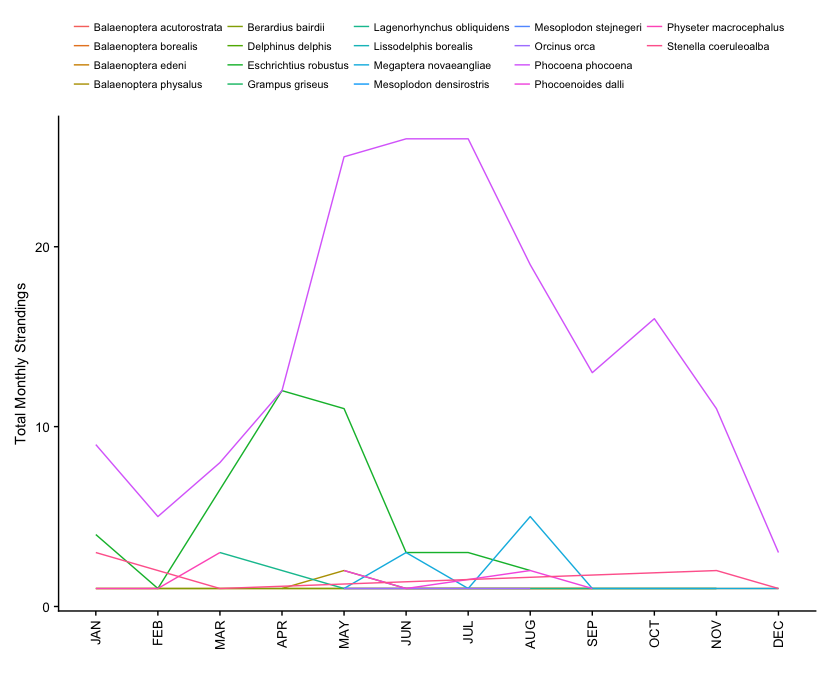 Balaenoptera acutorostrata Berardius bairdii Lagenorhynchus obliquidens Mesoplodon stejnegeri Physeter macrocephalus
Balaenoptera borealis Delphinus delphis Lissodelphis borealis Orcinus orca Stenella coeruleoalba
Balaenoptera edeni Eschrichtius robustus Megaptera novaeangliae Phocoena phocoena
Balaenoptera physalus Grampus griseus Mesoplodon densirostris Phocoenoides dalli
Total Monthly Strandings
20
10
0
JAN FEB MAR APR MAY JUN JUL AUG SEP OCT NOV DEC